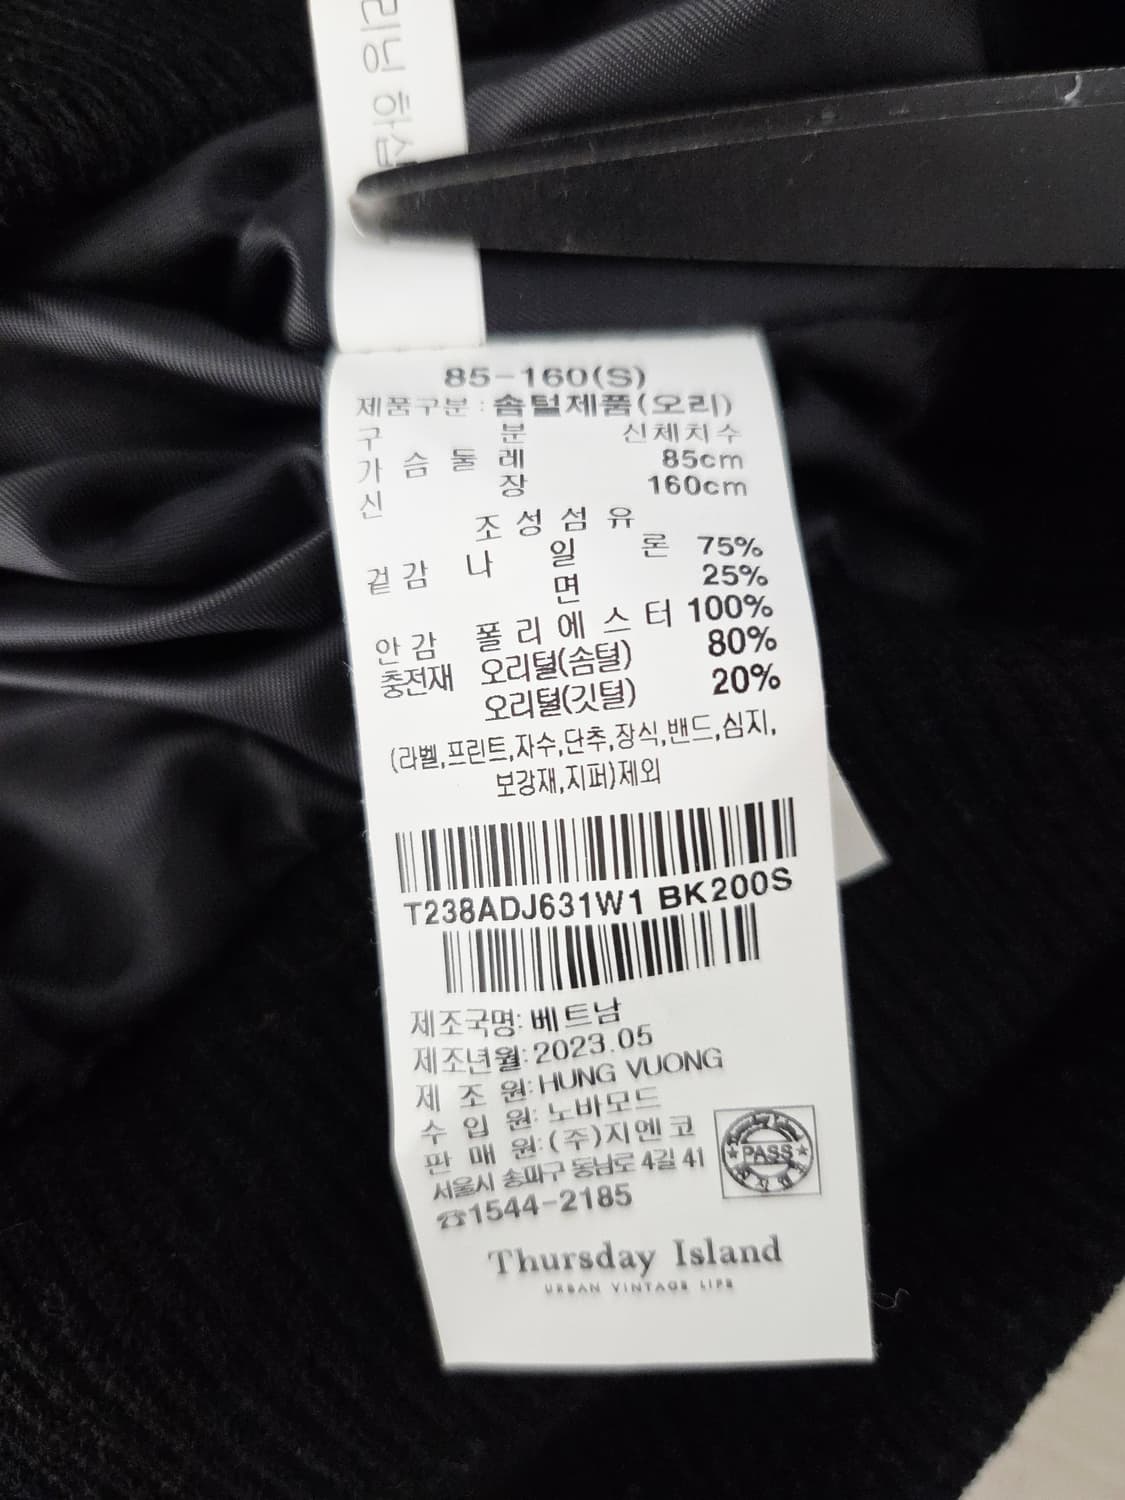 리닝 하십
85-160(S)
제품구분 : 솜털제품(오리)
구 분 신체치수
가슴둘레 85cm
신 장 160cm
조성섬유
겉감 나일론 75%
면 25%
안감 폴리에스터 100%
충전재 오리털(솜털) 80%
오리털(깃털) 20%
(라벨,프린트,자수,단추,장식,밴드,심지,
보강재,지퍼)제외
T238ADJ631W1 BK200S
제조국명: 베트남
제조년월:2023.05
제 조 원:HUNG VUONG
수 입 원: 노바모드
판 매 원:(주)지엔코
서울시 송파구 동남로 4길 41
☎1544-2185
Thursday Island
PASS
Thursday Island
URBAN VINTAGE LIFE